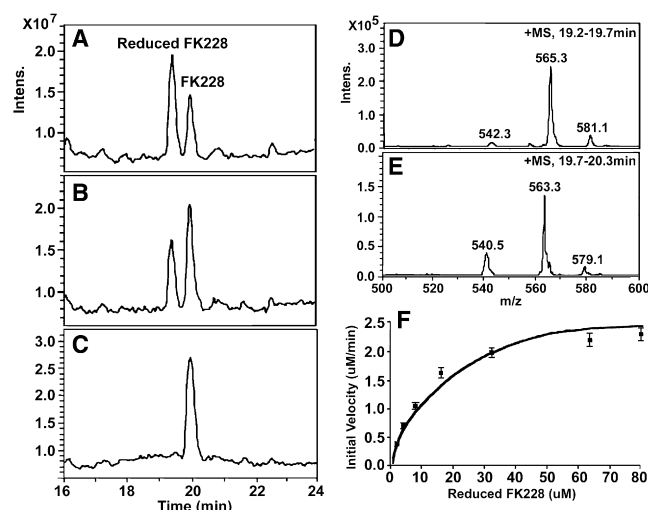 X10⁷
A
Reduced FK228
FK228
Intens.
2.0
1.5
1.0
B
2.0
1.5
1.0
C
3.0
2.5
2.0
1.5
1.0
16 18 20 22 24
Time (min)
X10⁵
D
+MS, 19.2-19.7min
Intens.
3.0
2.0
1.0
0.0
542.3
565.3
581.1
E
+MS, 19.7-20.3min
1.5
1.0
0.5
0.0
540.5
563.3
579.1
500 520 540 560 580 600
m/z
F
Initial Velocity (uM/min)
2.5
2.0
1.5
1.0
0.5
0.0
0 10 20 30 40 50 60 70 80
Reduced FK228 (uM)